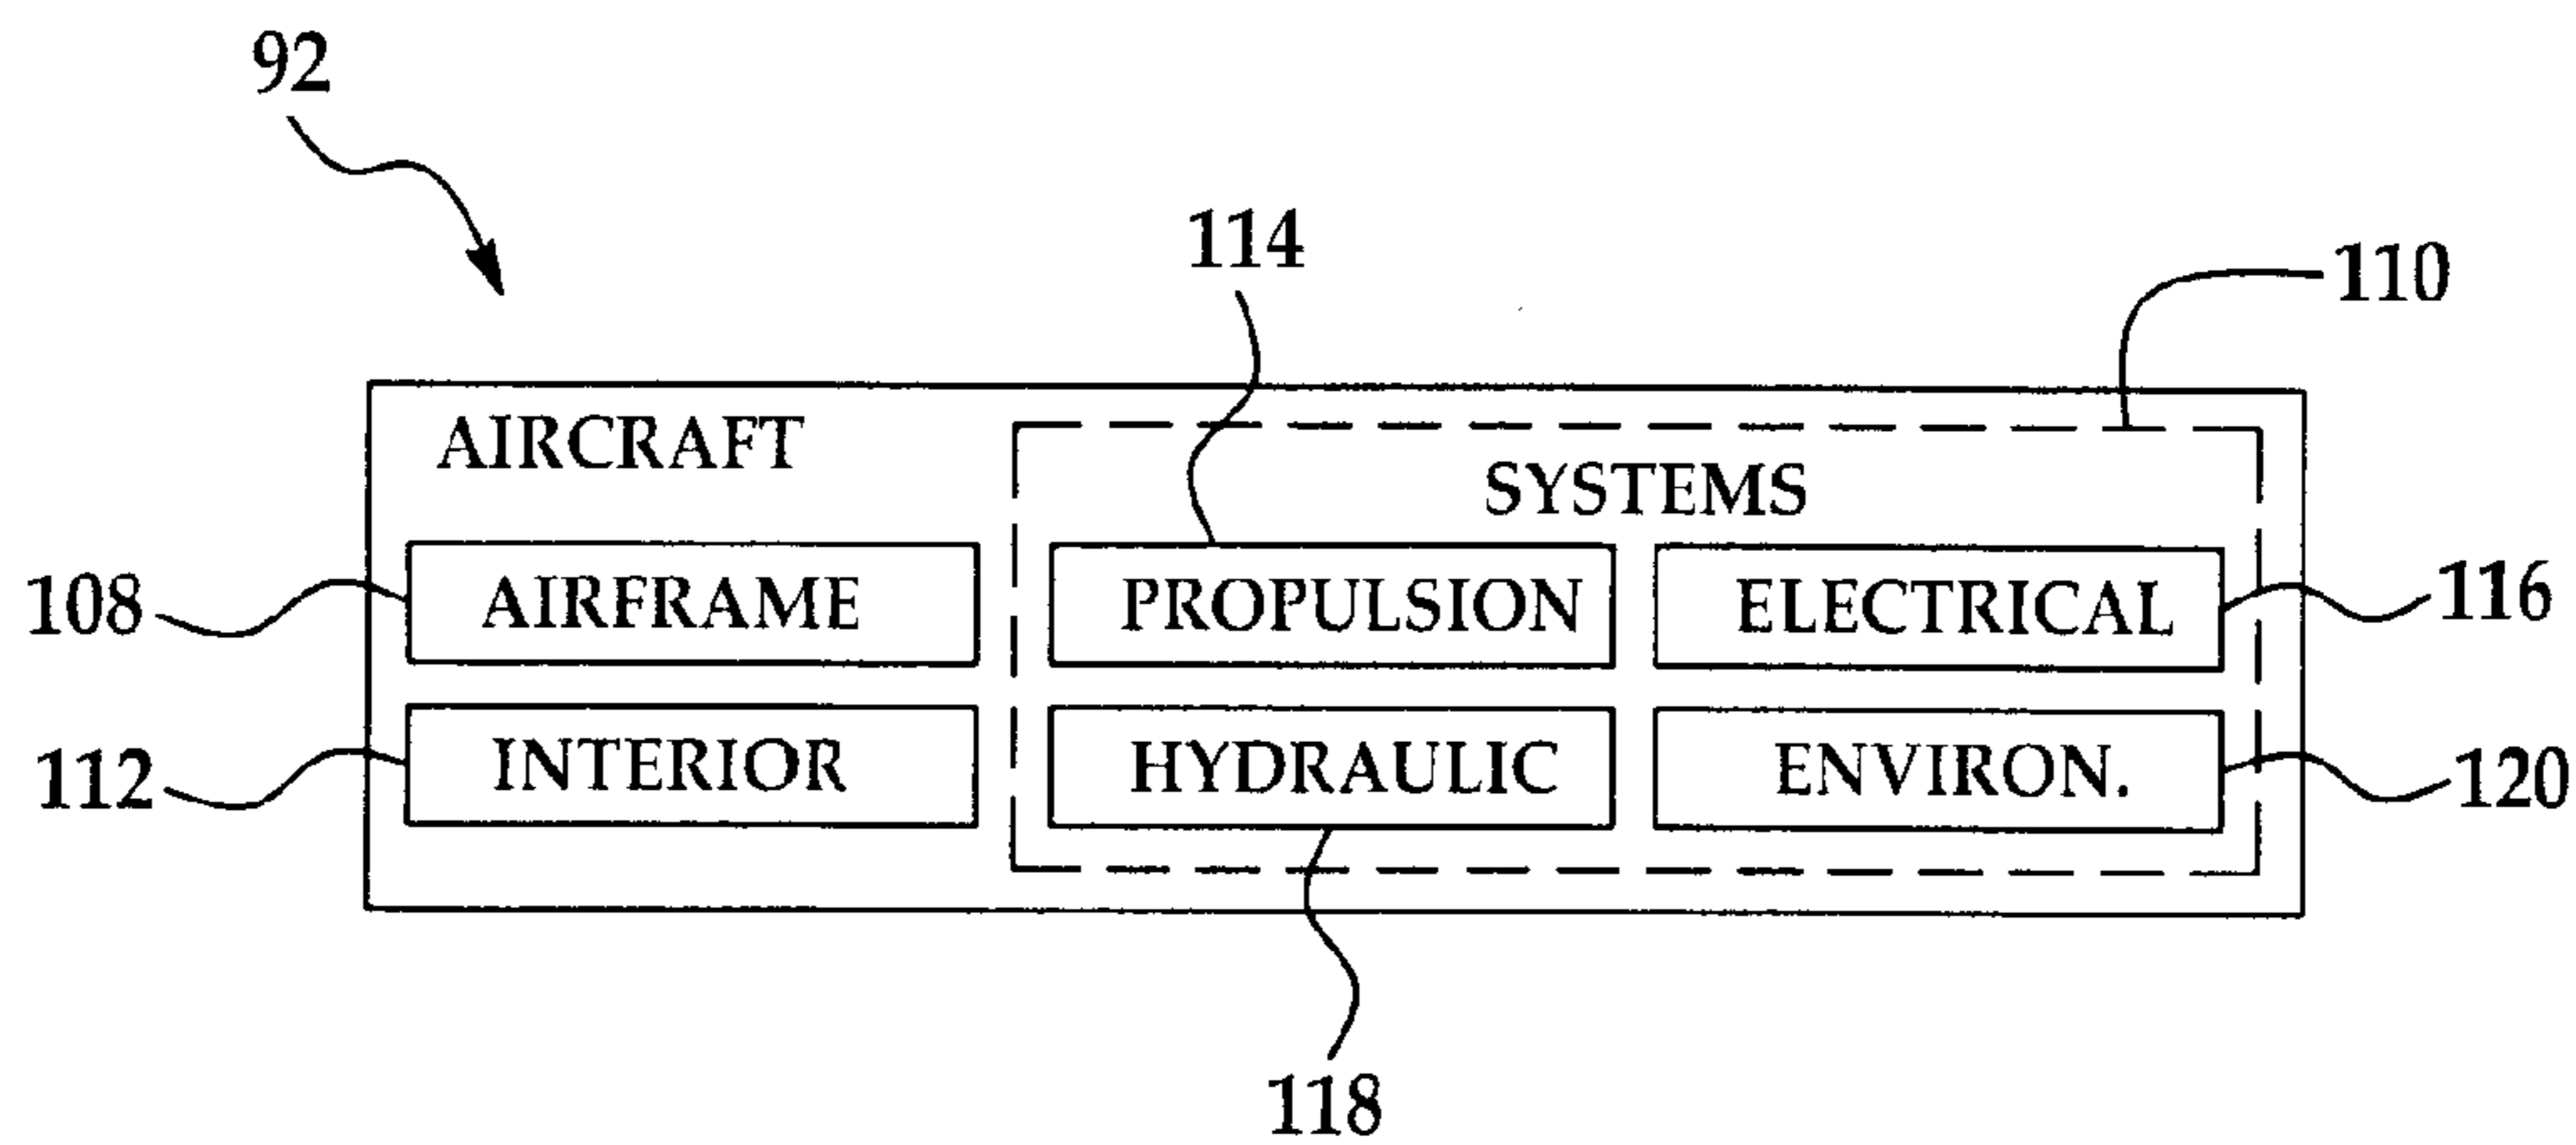 92
114
110
AIRCRAFT
SYSTEMS
108
AIRFRAME
PROPULSION
ELECTRICAL
116
112
INTERIOR
HYDRAULIC
ENVIRON.
120
118